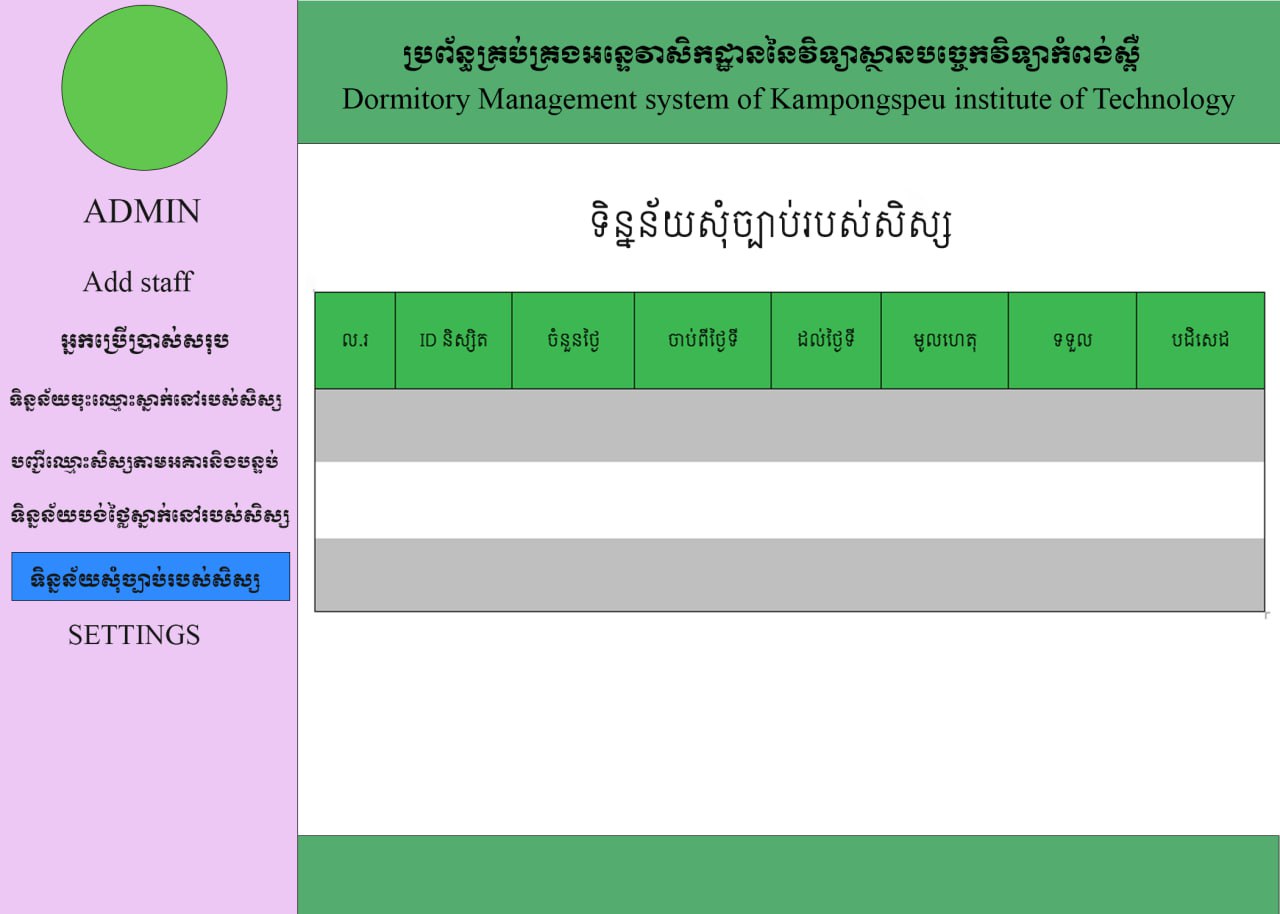 ប្រព័ន្ធគ្រប់គ្រងអន្ទេវាសិកដ្ឋាននៃវិទ្យាស្ថានបច្ចេកវិទ្យាកំពង់ស្ពឺ
Dormitory Management system of Kampongspeu institute of Technology
ADMIN
Add staff
អ្នកប្រើប្រាស់សរុប
ទិន្នន័យចុះឈ្មោះស្នាក់នៅរបស់សិស្ស
បញ្ជីឈ្មោះសិស្សតាមអគារនិងបន្ទប់
ទិន្នន័យបង់ថ្លៃស្នាក់នៅរបស់សិស្ស
ទិន្នន័យសុំច្បាប់របស់សិស្ស
SETTINGS
ទិន្នន័យសុំច្បាប់របស់សិស្ស
ល.រ ID និស្សិត ចំនួនថ្ងៃ ចាប់ពីថ្ងៃទី ដល់ថ្ងៃទី មូលហេតុ ទទួល បដិសេដ